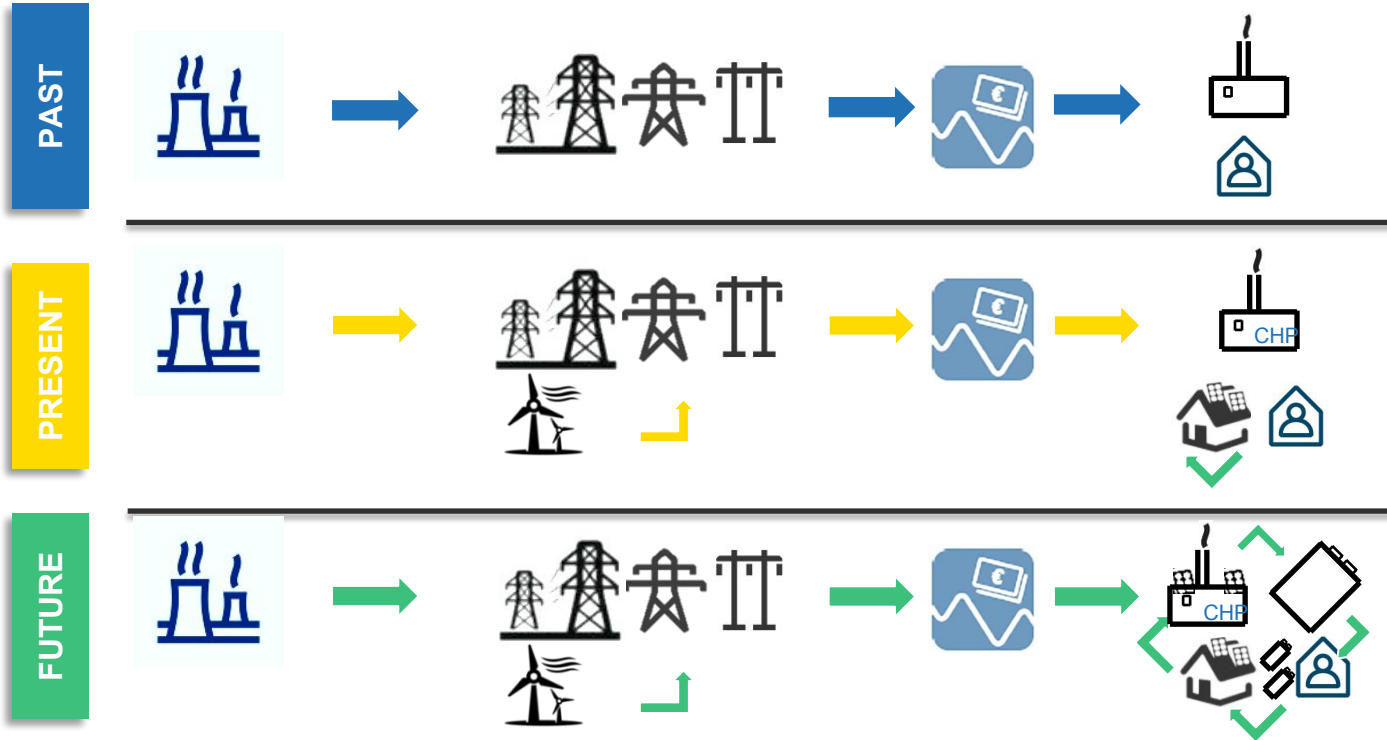 PAST
€
PRESENT
€
CHP
FUTURE
€
CHP